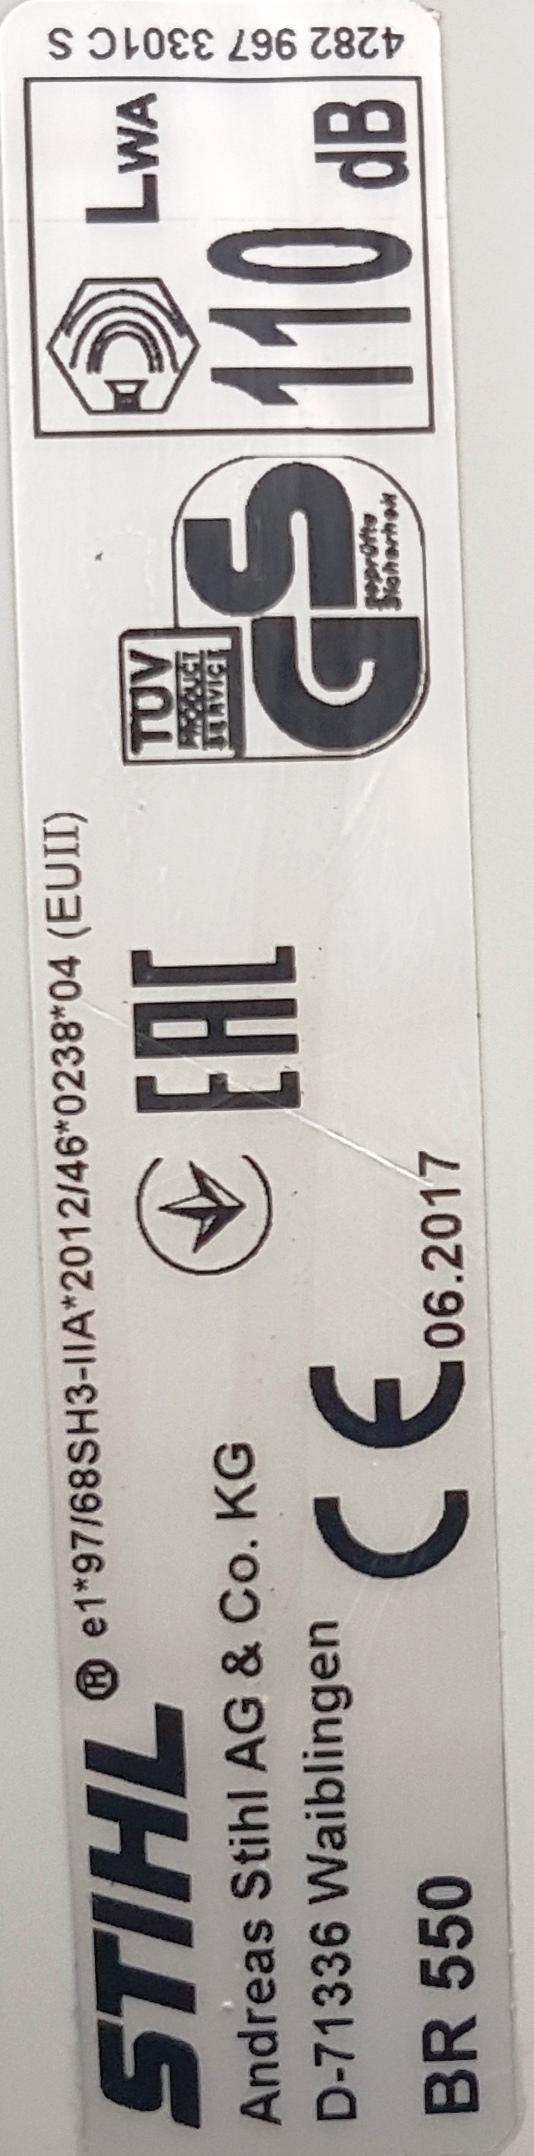 STIHL® e1*97/68SH3-IIA*2012/46*0238*04 (EUII)
Andreas Stihl AG & Co. KG
D-71336 Waiblingen
BR 550
CE 06.2017
EAC
TÜV
PRODUCT
SERVICE
GS
geprüfte
Sicherheit
LWA
110 dB
4282 967 3301C S